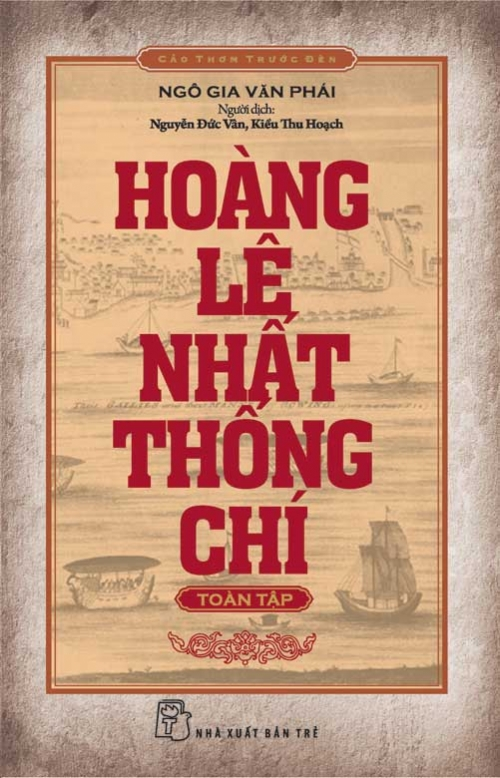 CẢO THƠM TRƯỚC ĐÈN
NGÔ GIA VĂN PHÁI
Người dịch:
Nguyễn Đức Vân, Kiều Thu Hoạch
HOÀNG
LÊ
NHẤT
THỐNG
CHÍ
TOÀN TẬP
T
NHÀ XUẤT BẢN TRẺ